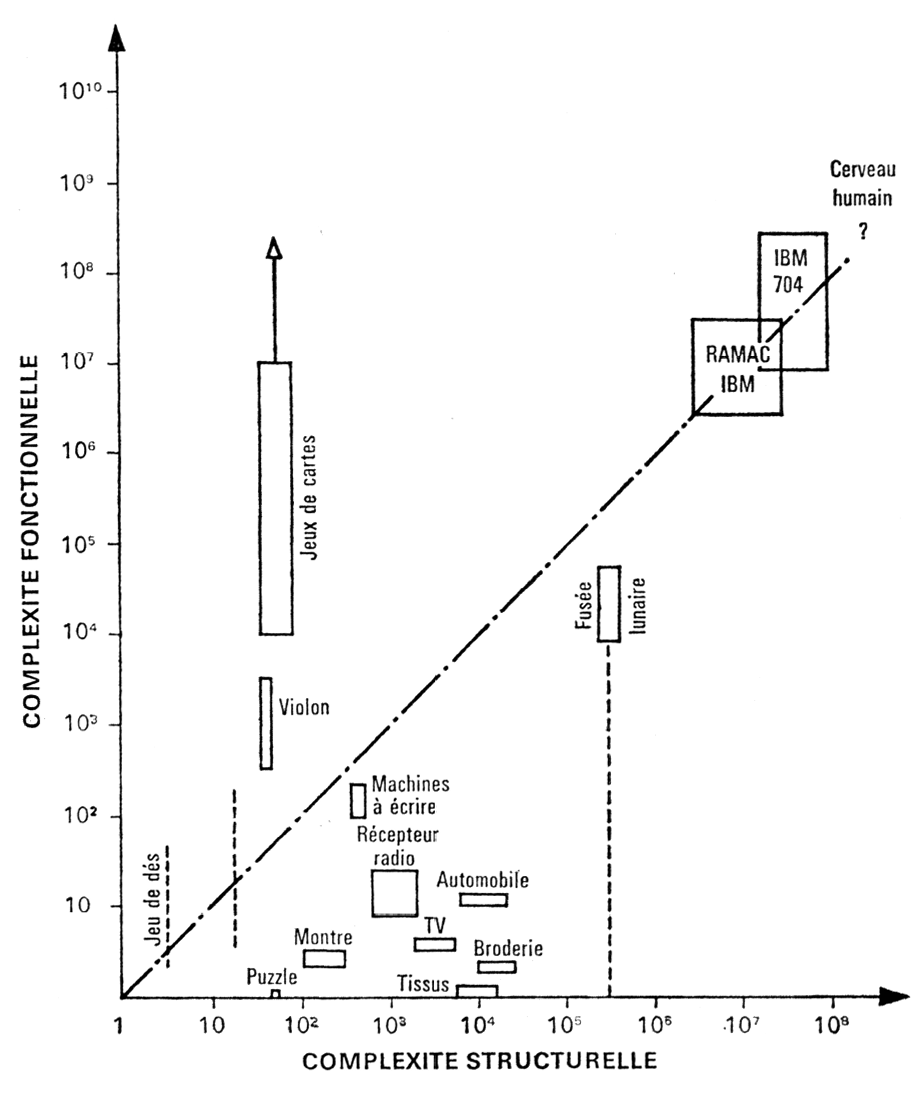 COMPLEXITE FONCTIONNELLE
10¹⁰
10⁹
10⁸
10⁷
10⁶
10⁵
10⁴
10³
10²
10
Cerveau
humain
?
IBM
704
RAMAC
IBM
Jeux de cartes
Fusée
lunaire
Violon
Machines
à écrire
Récepteur
radio
Jeu de dés
Automobile
TV
Montre
Broderie
Puzzle
Tissus
1
10
10²
10³
10⁴
10⁵
10⁶
10⁷
10⁸
COMPLEXITE STRUCTURELLE